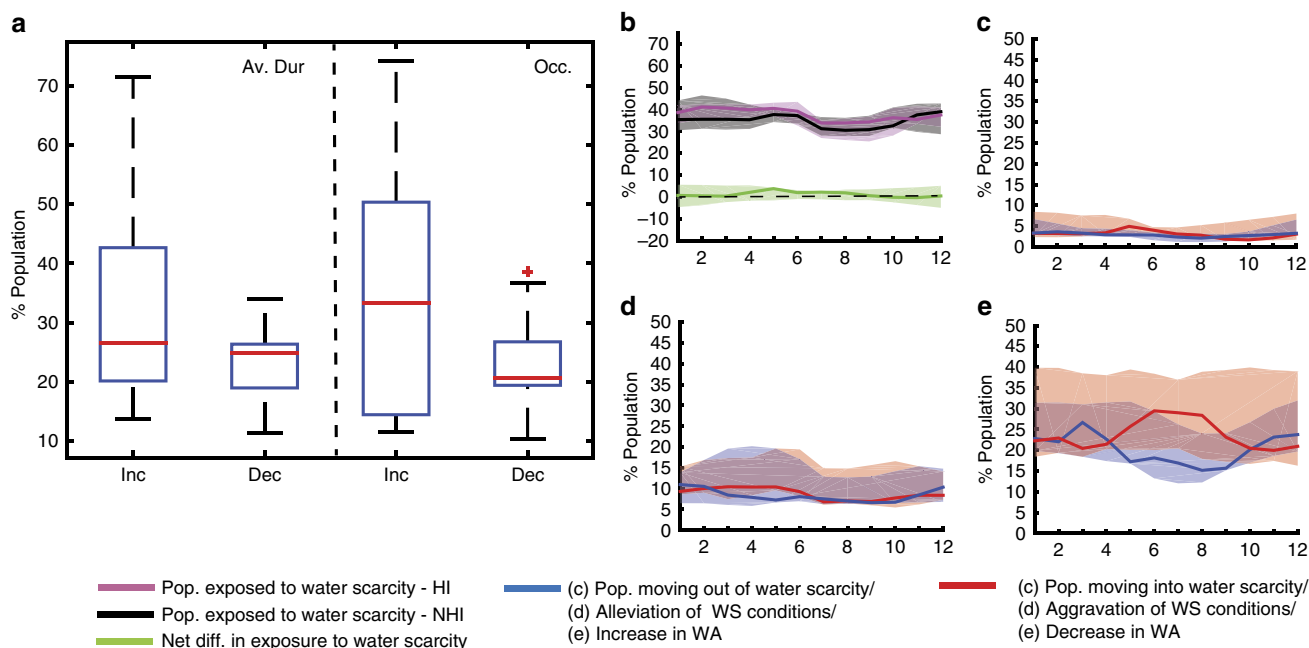 a
% Population
70
60
50
40
30
20
10
Av. Dur
Occ.
Inc
Dec
Inc
Dec
b
% Population
70
60
50
40
30
20
10
0
−10
−20
2
4
6
8
10
12
c
% Population
50
45
40
35
30
25
20
15
10
5
0
2
4
6
8
10
12
d
% Population
50
45
40
35
30
25
20
15
10
5
0
2
4
6
8
10
12
e
% Population
50
45
40
35
30
25
20
15
10
5
0
2
4
6
8
10
12
Pop. exposed to water scarcity - HI
Pop. exposed to water scarcity - NHI
Net diff. in exposure to water scarcity
(c) Pop. moving out of water scarcity/
(d) Alleviation of WS conditions/
(e) Increase in WA
(c) Pop. moving into water scarcity/
(d) Aggravation of WS conditions/
(e) Decrease in WA